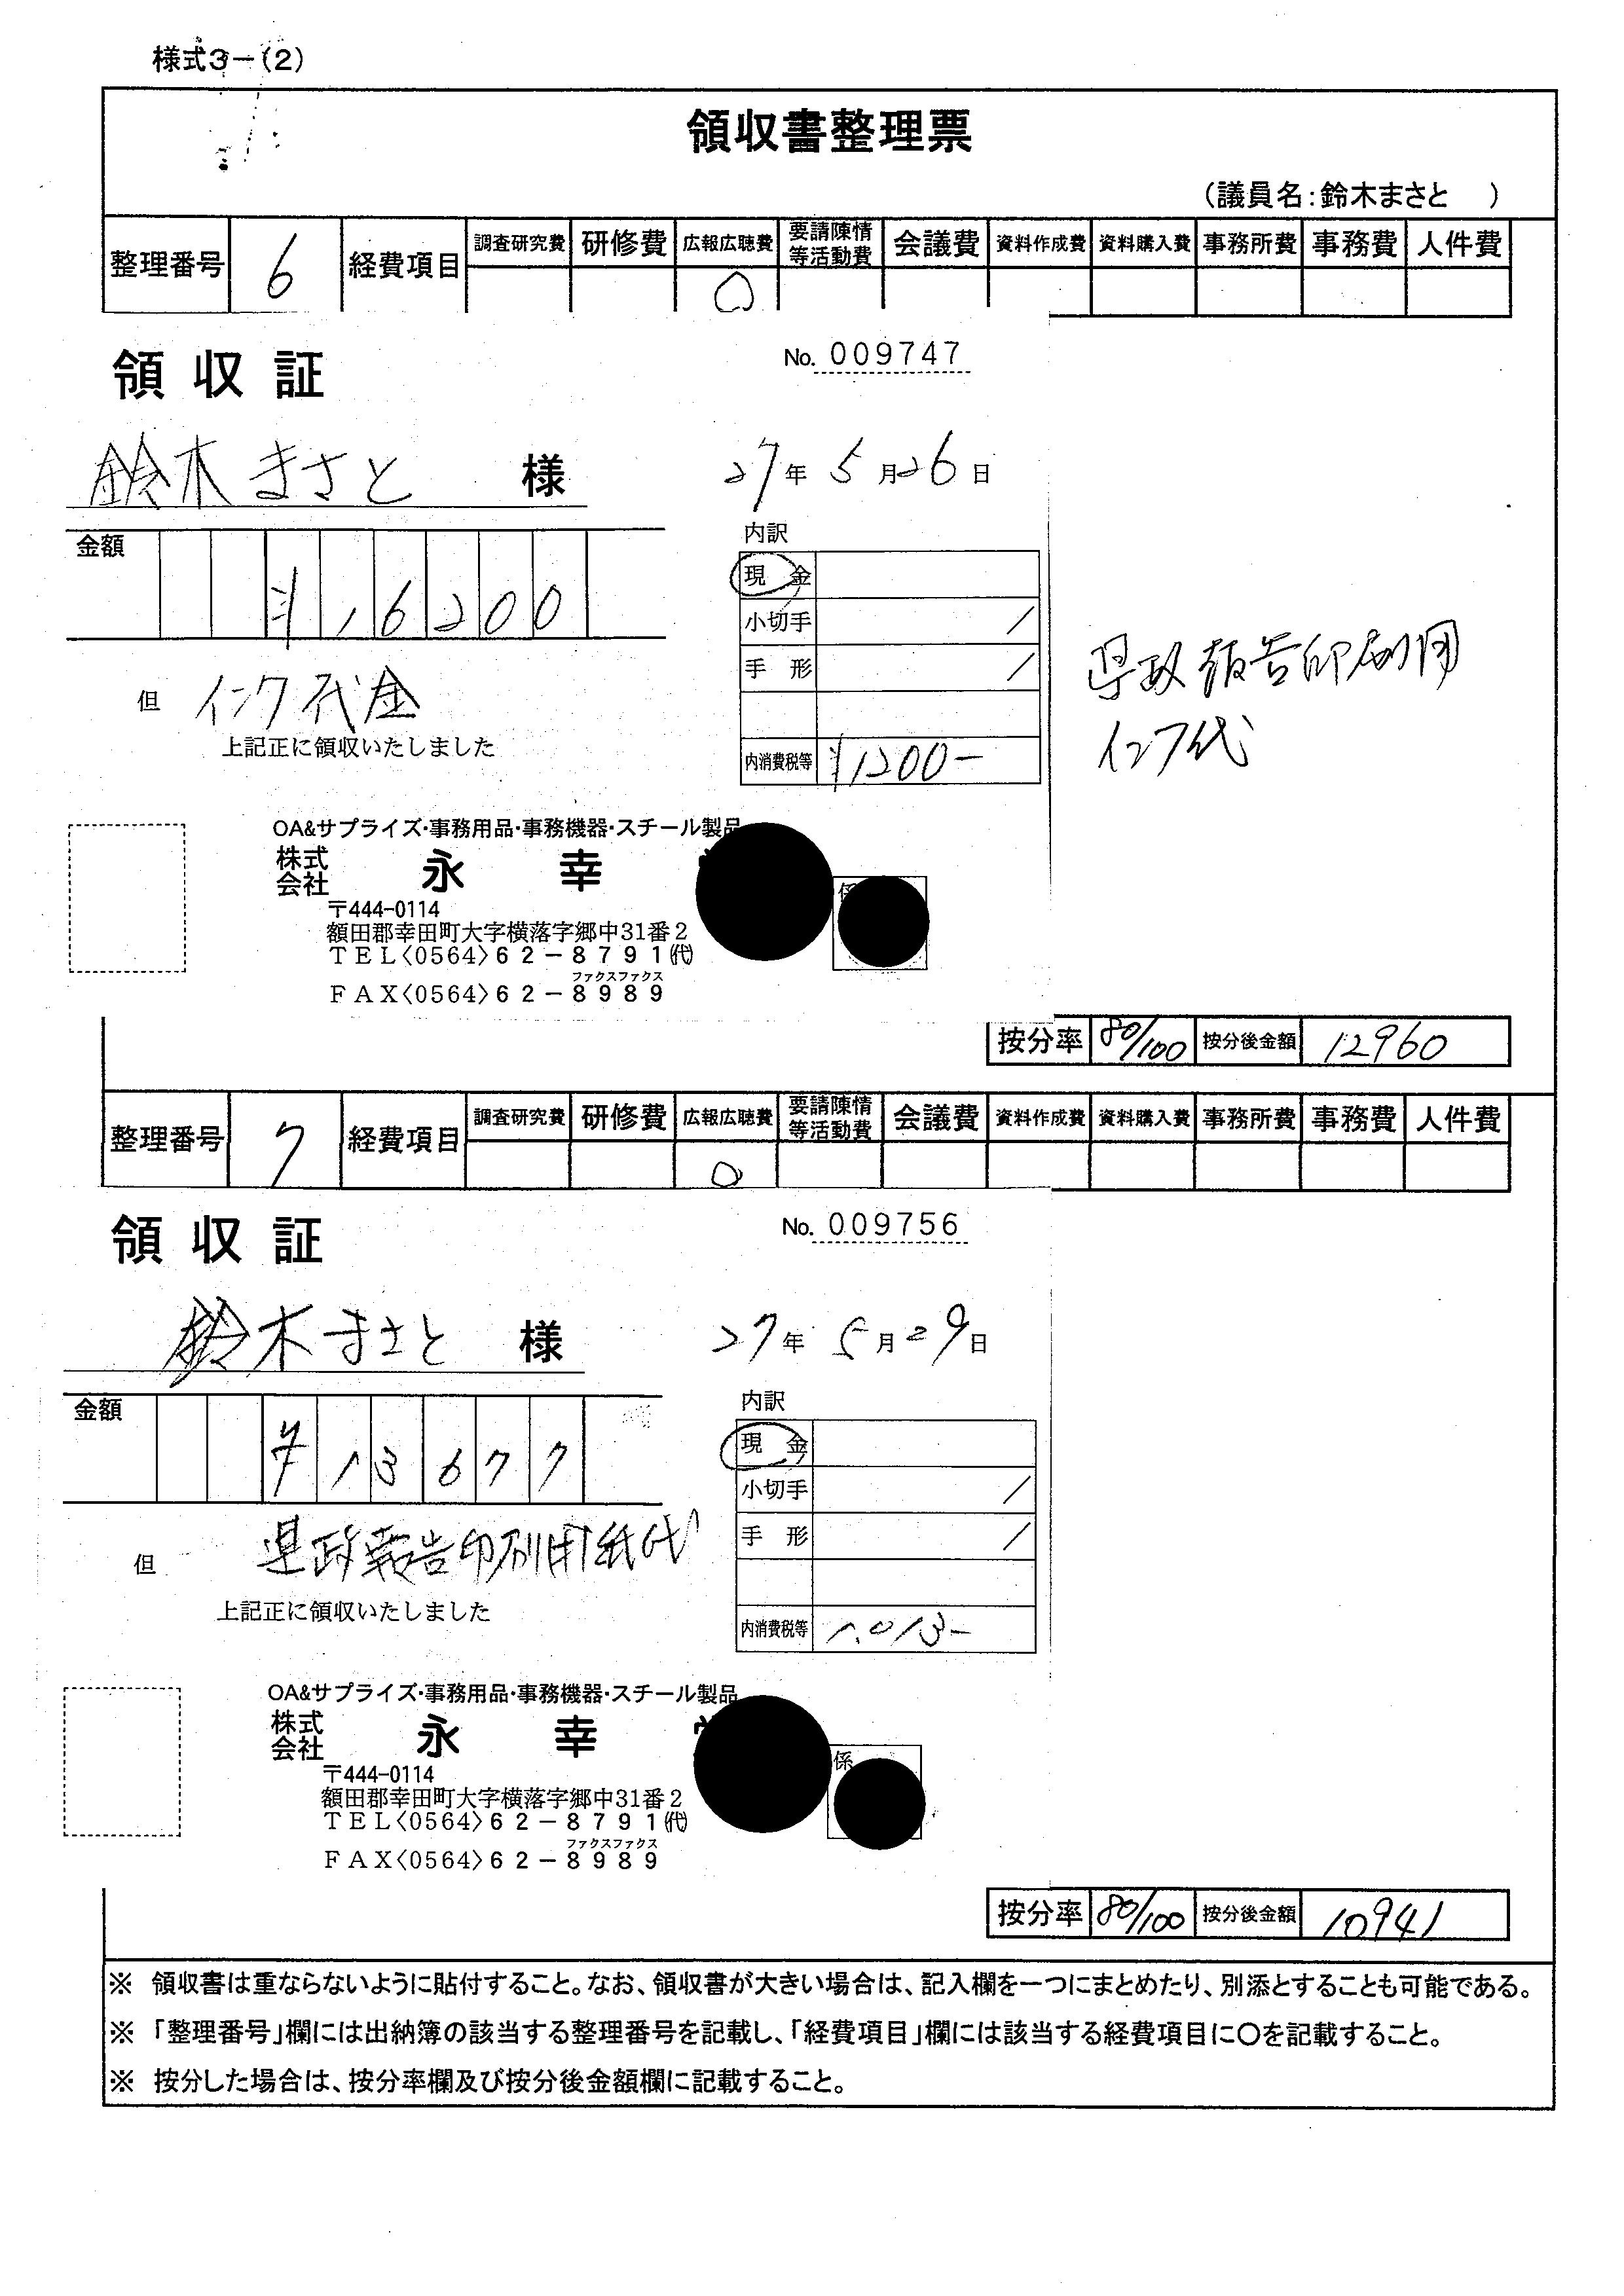 様式3-(2)
領収書整理票
(議員名:鈴木まさと )
整理番号 6 経費項目 調査研究費 研修費 広報広聴費 要請陳情等活動費 会議費 資料作成費 資料購入費 事務所費 事務費 人件費
○
領収証
No. 009747
鈴木まさと 様
27年 5月26日
金額 ¥16200
内訳
現金
小切手 /
手形 /
内消費税等 ¥1200-
但 インク代金
上記正に領収いたしました
県政報告印刷用
インク代
OA&サプライズ・事務用品・事務機器・スチール製品
株式会社 永幸
〒444-0114
額田郡幸田町大字横落字郷中31番2
TEL〈0564〉62-8791(代)
ファクスファクス
FAX〈0564〉62-8989
係
按分率 80/100 按分後金額 12960
整理番号 7 経費項目 調査研究費 研修費 広報広聴費 要請陳情等活動費 会議費 資料作成費 資料購入費 事務所費 事務費 人件費
○
領収証
No. 009756
鈴木まさと 様
27年 5月29日
金額 ¥13677
内訳
現金
小切手 /
手形 /
内消費税等 1,013-
但 県政報告印刷用紙代
上記正に領収いたしました
OA&サプライズ・事務用品・事務機器・スチール製品
株式会社 永幸
〒444-0114
額田郡幸田町大字横落字郷中31番2
TEL〈0564〉62-8791(代)
ファクスファクス
FAX〈0564〉62-8989
係
按分率 80/100 按分後金額 10941
※ 領収書は重ならないように貼付すること。なお、領収書が大きい場合は、記入欄を一つにまとめたり、別添とすることも可能である。
※ 「整理番号」欄には出納簿の該当する整理番号を記載し、「経費項目」欄には該当する経費項目に○を記載すること。
※ 按分した場合は、按分率欄及び按分後金額欄に記載すること。